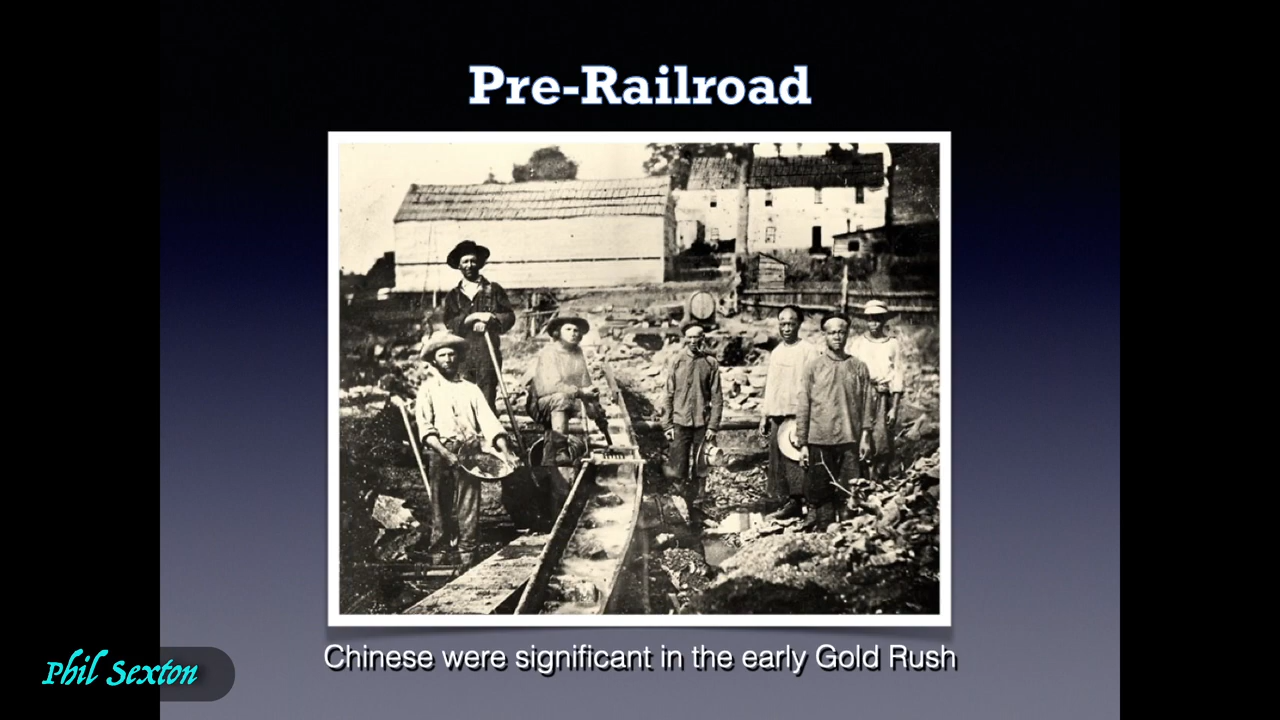 Pre-Railroad
Chinese were significant in the early Gold Rush
Phil Sexton